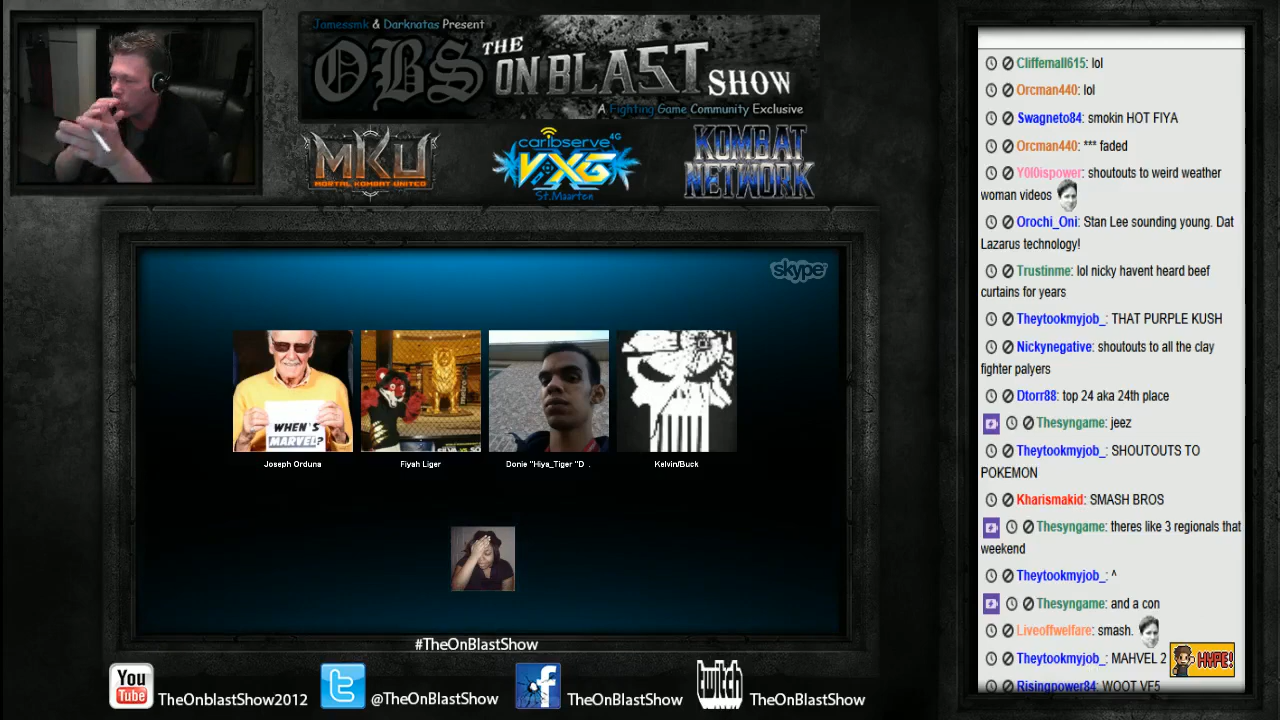 Jamessmk & Darknatas Present
OBS THE ON BLAST SHOW
A Fighting Game Community Exclusive
MKU
MORTAL KOMBAT UNITED
caribserve 4G
VXG
St.Maarten
KOMBAT
NETWORK
skype
WHEN'S
MARVEL?
Joseph Orduna
Fiyah Liger
Donie "Hiya_Tiger "D .
Kelvin/Buck
#TheOnBlastShow
You
Tube
TheOnblastShow2012
@TheOnBlastShow
TheOnBlastShow
twitch
TheOnBlastShow
Cliffemall615: lol
Orcman440: lol
Swagneto84: smokin HOT FIYA
Orcman440: *** faded
Y0l0ispower: shoutouts to weird weather
woman videos
Orochi_Oni: Stan Lee sounding young. Dat
Lazarus technology!
Trustinme: lol nicky havent heard beef
curtains for years
Theytookmyjob_: THAT PURPLE KUSH
Nickynegative: shoutouts to all the clay
fighter palyers
Dtorr88: top 24 aka 24th place
Thesyngame: jeez
Theytookmyjob_: SHOUTOUTS TO
POKEMON
Kharismakid: SMASH BROS
Thesyngame: theres like 3 regionals that
weekend
Theytookmyjob_: ^
Thesyngame: and a con
Liveoffwelfare: smash.
Theytookmyjob_: MAHVEL 2
HYPE!
Risingpower84: WOOT VF5